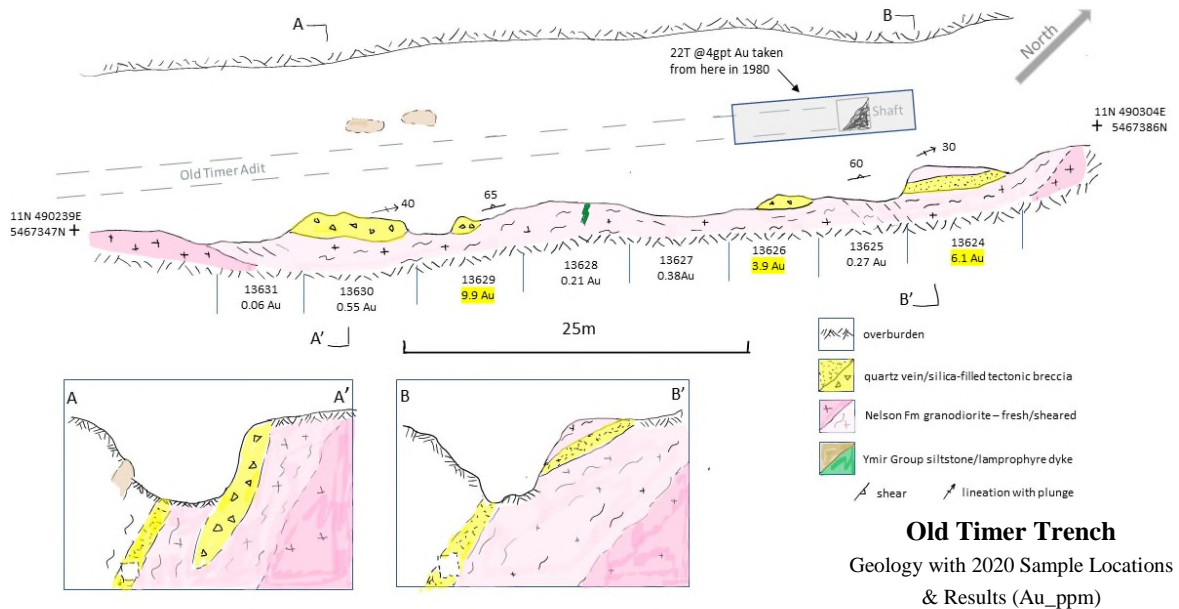 A
B
North
22T @4gpt Au taken
from here in 1980
Shaft
11N 490304E
5467386N
Old Timer Adit
11N 490239E
5467347N
40
65
60
30
13631
0.06 Au
13630
0.55 Au
13629
9.9 Au
13628
0.21 Au
13627
0.38Au
13626
3.9 Au
13625
0.27 Au
13624
6.1 Au
A'
B'
25m
overburden
quartz vein/silica-filled tectonic breccia
Nelson Fm granodiorite – fresh/sheared
Ymir Group siltstone/lamprophyre dyke
shear
lineation with plunge
A
A'
B
B'
Old Timer Trench
Geology with 2020 Sample Locations
& Results (Au_ppm)